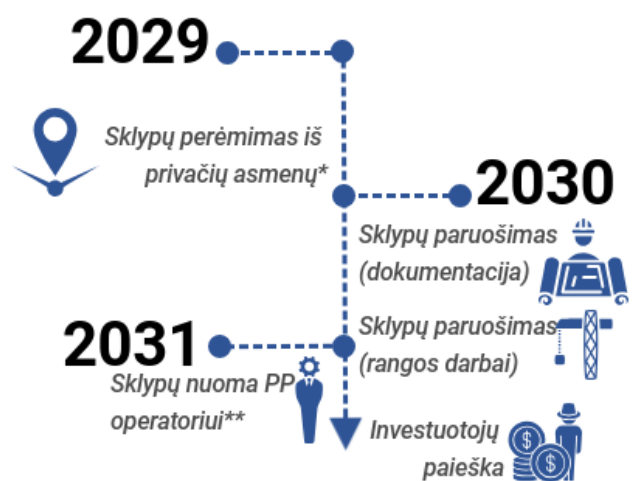 2029
Sklypų perėmimas iš
privačių asmenų*
2030
Sklypų paruošimas
(dokumentacija)
Sklypų paruošimas
(rangos darbai)
2031
Sklypų nuoma PP
operatoriui**
Investuotojų
paieška